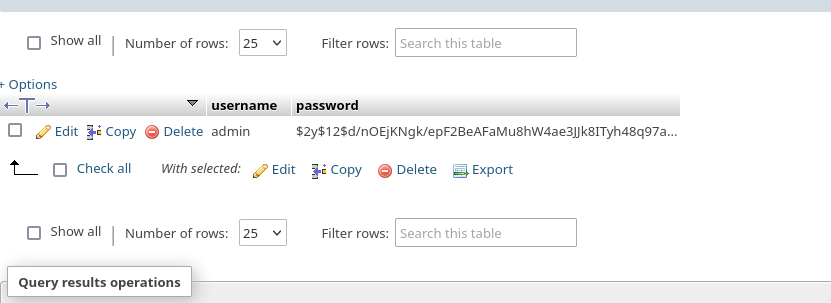 Show all Number of rows: 25 Filter rows: Search this table
+ Options
username password
Edit Copy Delete admin $2y$12$d/nOEjKNgk/epF2BeAFaMu8hW4ae3JJk8ITyh48q97a...
Check all With selected: Edit Copy Delete Export
Show all Number of rows: 25 Filter rows: Search this table
Query results operations